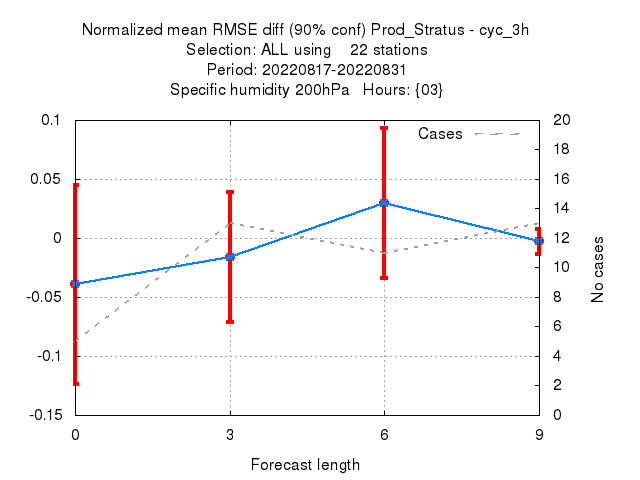 Normalized mean RMSE diff (90% conf) Prod_Stratus - cyc_3h
Selection: ALL using    22 stations
Period: 20220817-20220831
Specific humidity 200hPa   Hours: {03}
Cases
0.1
0.05
0
-0.05
-0.1
-0.15
20
18
16
14
12
10
8
6
4
2
0
No cases
0 3 6 9
Forecast length